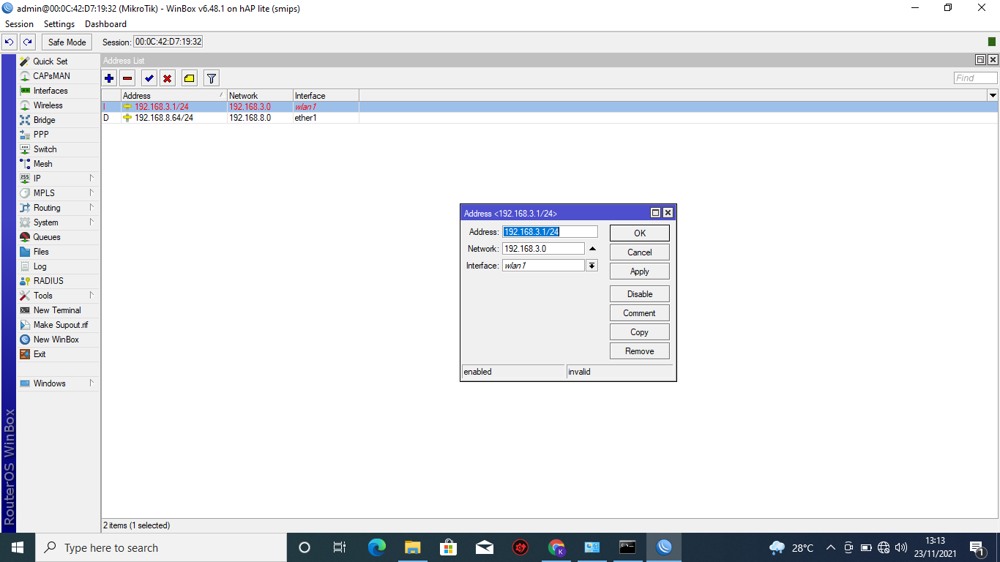 admin@00:0C:42:D7:19:32 (MikroTik) - WinBox v6.48.1 on hAP lite (smips)
Session Settings Dashboard
Safe Mode Session: 00:0C:42:D7:19:32
Quick Set
CAPsMAN
Interfaces
Wireless
Bridge
PPP
Switch
Mesh
IP
MPLS
Routing
System
Queues
Files
Log
RADIUS
Tools
New Terminal
Make Supout.rif
New WinBox
Exit
Windows
RouterOS WinBox
Address List
Find
Address Network Interface
I 192.168.3.1/24 192.168.3.0 wlan1
D 192.168.8.64/24 192.168.8.0 ether1
Address <192.168.3.1/24>
Address: 192.168.3.1/24
Network: 192.168.3.0
Interface: wlan1
OK
Cancel
Apply
Disable
Comment
Copy
Remove
enabled invalid
2 items (1 selected)
Type here to search
28°C
13:13
23/11/2021
1